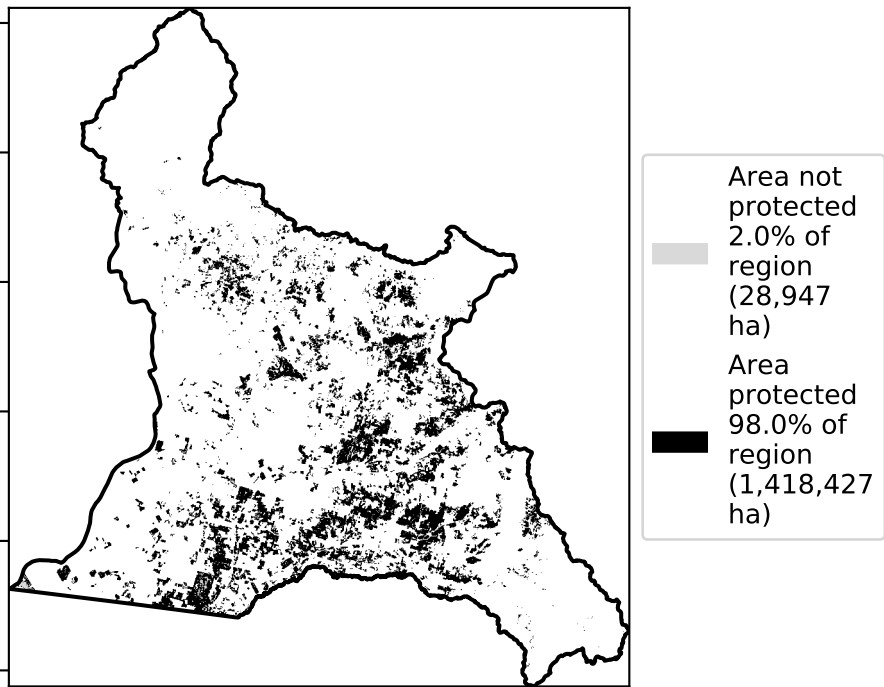 Area not
protected
2.0% of
region
(28,947
ha)
Area
protected
98.0% of
region
(1,418,427
ha)